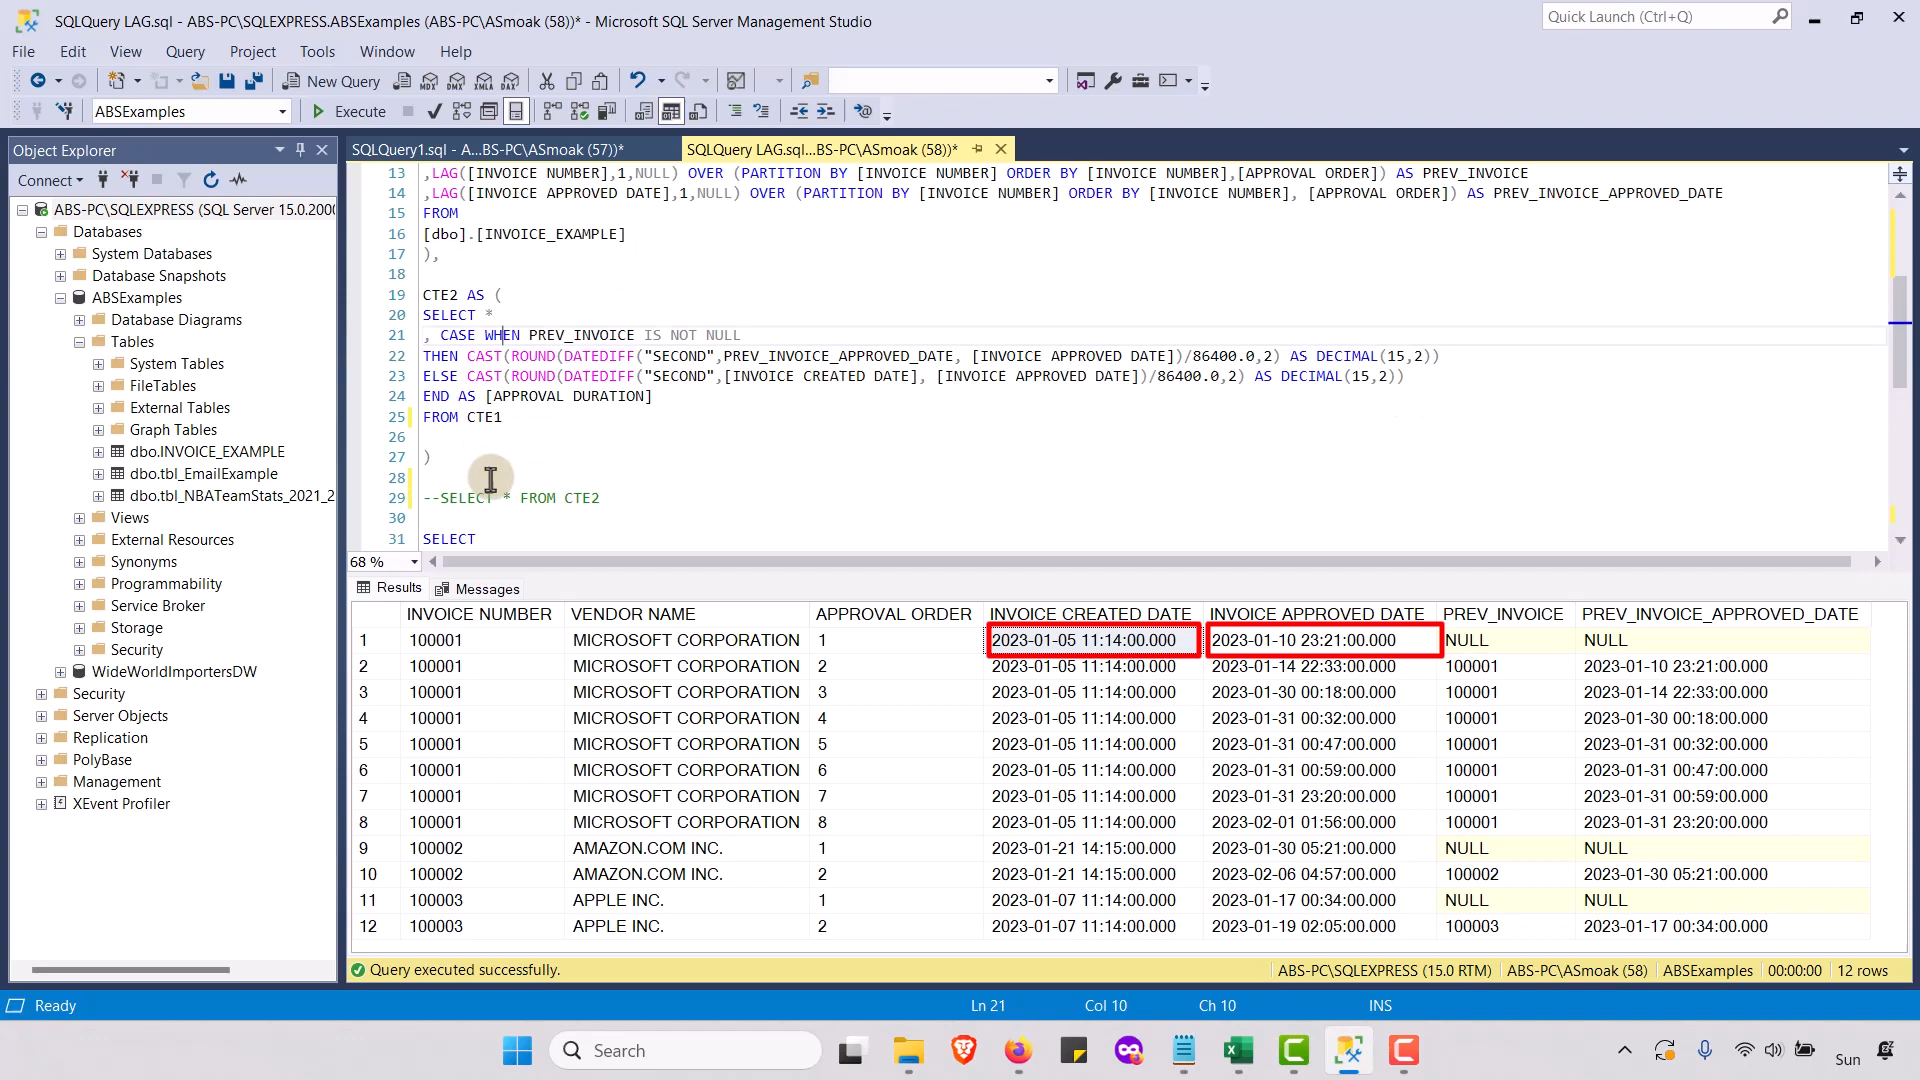 SQLQuery LAG.sql - ABS-PC\SQLEXPRESS.ABSExamples (ABS-PC\ASmoak (58))* - Microsoft SQL Server Management Studio
Quick Launch (Ctrl+Q)
File Edit View Query Project Tools Window Help
New Query MDX DMX XMLA DAX
ABSExamples Execute
Object Explorer
SQLQuery1.sql - A...BS-PC\ASmoak (57))*
SQLQuery LAG.sql...BS-PC\ASmoak (58))*
Connect
ABS-PC\SQLEXPRESS (SQL Server 15.0.2000
Databases
System Databases
Database Snapshots
ABSExamples
Database Diagrams
Tables
System Tables
FileTables
External Tables
Graph Tables
dbo.INVOICE_EXAMPLE
dbo.tbl_EmailExample
dbo.tbl_NBATeamStats_2021_2
Views
External Resources
Synonyms
Programmability
Service Broker
Storage
Security
WideWorldImportersDW
Security
Server Objects
Replication
PolyBase
Management
XEvent Profiler
13 ,LAG([INVOICE NUMBER],1,NULL) OVER (PARTITION BY [INVOICE NUMBER] ORDER BY [INVOICE NUMBER],[APPROVAL ORDER]) AS PREV_INVOICE
14 ,LAG([INVOICE APPROVED DATE],1,NULL) OVER (PARTITION BY [INVOICE NUMBER] ORDER BY [INVOICE NUMBER], [APPROVAL ORDER]) AS PREV_INVOICE_APPROVED_DATE
15 FROM
16 [dbo].[INVOICE_EXAMPLE]
17 ),
18
19 CTE2 AS (
20 SELECT *
21 , CASE WHEN PREV_INVOICE IS NOT NULL
22 THEN CAST(ROUND(DATEDIFF("SECOND",PREV_INVOICE_APPROVED_DATE, [INVOICE APPROVED DATE])/86400.0,2) AS DECIMAL(15,2))
23 ELSE CAST(ROUND(DATEDIFF("SECOND",[INVOICE CREATED DATE], [INVOICE APPROVED DATE])/86400.0,2) AS DECIMAL(15,2))
24 END AS [APPROVAL DURATION]
25 FROM CTE1
26
27 )
28
29 --SELECT * FROM CTE2
30
31 SELECT
68 %
Results Messages
INVOICE NUMBER VENDOR NAME APPROVAL ORDER INVOICE CREATED DATE INVOICE APPROVED DATE PREV_INVOICE PREV_INVOICE_APPROVED_DATE
1 100001 MICROSOFT CORPORATION 1 2023-01-05 11:14:00.000 2023-01-10 23:21:00.000 NULL NULL
2 100001 MICROSOFT CORPORATION 2 2023-01-05 11:14:00.000 2023-01-14 22:33:00.000 100001 2023-01-10 23:21:00.000
3 100001 MICROSOFT CORPORATION 3 2023-01-05 11:14:00.000 2023-01-30 00:18:00.000 100001 2023-01-14 22:33:00.000
4 100001 MICROSOFT CORPORATION 4 2023-01-05 11:14:00.000 2023-01-31 00:32:00.000 100001 2023-01-30 00:18:00.000
5 100001 MICROSOFT CORPORATION 5 2023-01-05 11:14:00.000 2023-01-31 00:47:00.000 100001 2023-01-31 00:32:00.000
6 100001 MICROSOFT CORPORATION 6 2023-01-05 11:14:00.000 2023-01-31 00:59:00.000 100001 2023-01-31 00:47:00.000
7 100001 MICROSOFT CORPORATION 7 2023-01-05 11:14:00.000 2023-01-31 23:20:00.000 100001 2023-01-31 00:59:00.000
8 100001 MICROSOFT CORPORATION 8 2023-01-05 11:14:00.000 2023-02-01 01:56:00.000 100001 2023-01-31 23:20:00.000
9 100002 AMAZON.COM INC. 1 2023-01-21 14:15:00.000 2023-01-30 05:21:00.000 NULL NULL
10 100002 AMAZON.COM INC. 2 2023-01-21 14:15:00.000 2023-02-06 04:57:00.000 100002 2023-01-30 05:21:00.000
11 100003 APPLE INC. 1 2023-01-07 11:14:00.000 2023-01-17 00:34:00.000 NULL NULL
12 100003 APPLE INC. 2 2023-01-07 11:14:00.000 2023-01-19 02:05:00.000 100003 2023-01-17 00:34:00.000
Query executed successfully. ABS-PC\SQLEXPRESS (15.0 RTM) ABS-PC\ASmoak (58) ABSExamples 00:00:00 12 rows
Ready Ln 21 Col 10 Ch 10 INS
Search
Sun